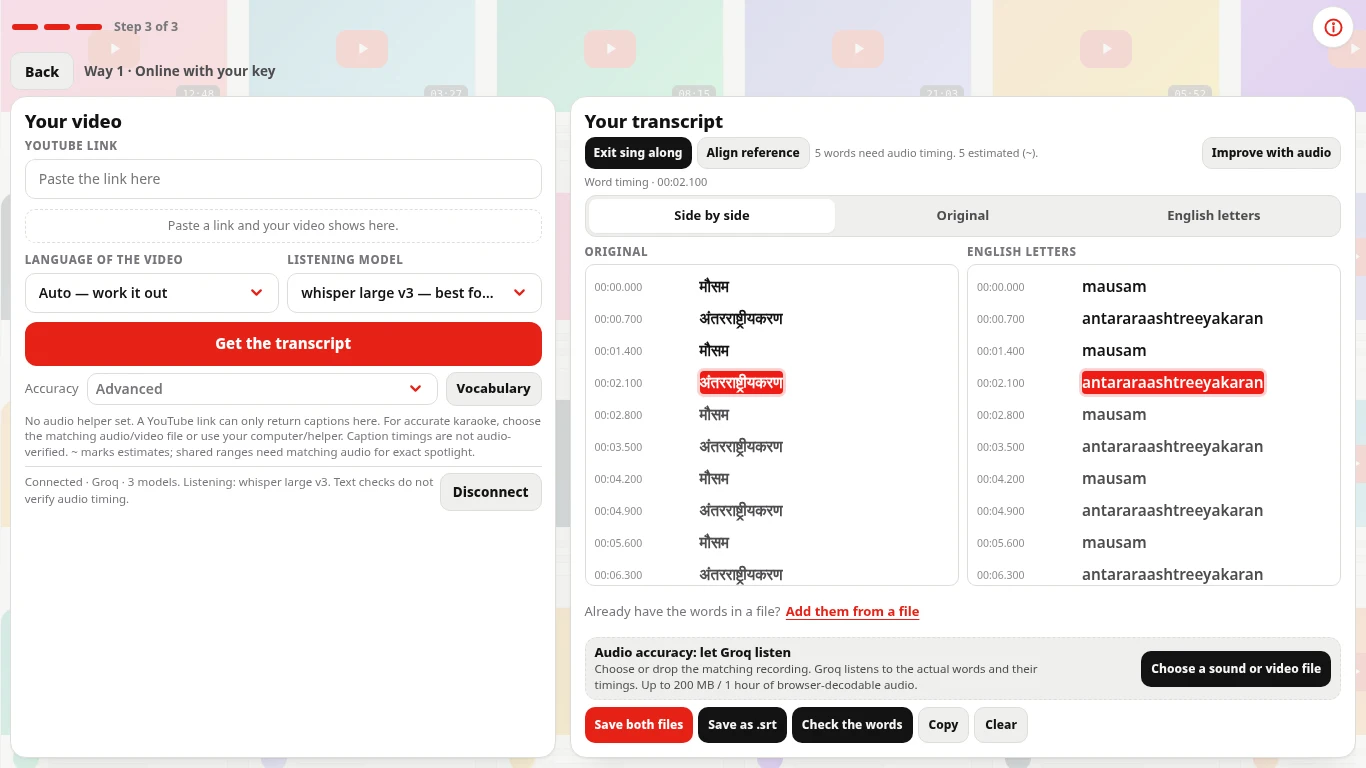 Step 3 of 3
Back
Way 1 · Online with your key
12:48
03:27
08:15
21:03
05:52
Your video
YOUTUBE LINK
Paste the link here
Paste a link and your video shows here.
LANGUAGE OF THE VIDEO
LISTENING MODEL
Auto — work it out
whisper large v3 — best fo...
Get the transcript
Accuracy
Advanced
Vocabulary
No audio helper set. A YouTube link can only return captions here. For accurate karaoke, choose
the matching audio/video file or use your computer/helper. Caption timings are not audio-
verified. ~ marks estimates; shared ranges need matching audio for exact spotlight.
Connected · Groq · 3 models. Listening: whisper large v3. Text checks do not
verify audio timing.
Disconnect
Your transcript
Exit sing along
Align reference
5 words need audio timing. 5 estimated (~).
Improve with audio
Word timing · 00:02.100
Side by side
Original
English letters
ORIGINAL
00:00.000 मौसम
00:00.700 अंतरराष्ट्रीयकरण
00:01.400 मौसम
00:02.100 अंतरराष्ट्रीयकरण
00:02.800 मौसम
00:03.500 अंतरराष्ट्रीयकरण
00:04.200 मौसम
00:04.900 अंतरराष्ट्रीयकरण
00:05.600 मौसम
00:06.300 अंतरराष्ट्रीयकरण
ENGLISH LETTERS
00:00.000 mausam
00:00.700 antararaashtreeyakaran
00:01.400 mausam
00:02.100 antararaashtreeyakaran
00:02.800 mausam
00:03.500 antararaashtreeyakaran
00:04.200 mausam
00:04.900 antararaashtreeyakaran
00:05.600 mausam
00:06.300 antararaashtreeyakaran
Already have the words in a file? Add them from a file
Audio accuracy: let Groq listen
Choose or drop the matching recording. Groq listens to the actual words and their
timings. Up to 200 MB / 1 hour of browser-decodable audio.
Choose a sound or video file
Save both files
Save as .srt
Check the words
Copy
Clear